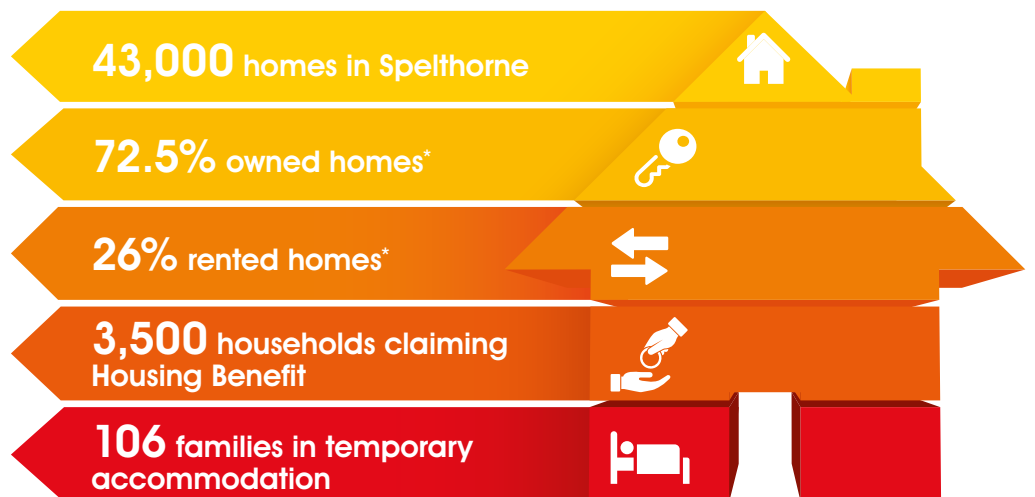 43,000 homes in Spelthorne
72.5% owned homes*
26% rented homes*
3,500 households claiming
Housing Benefit
106 families in temporary
accommodation